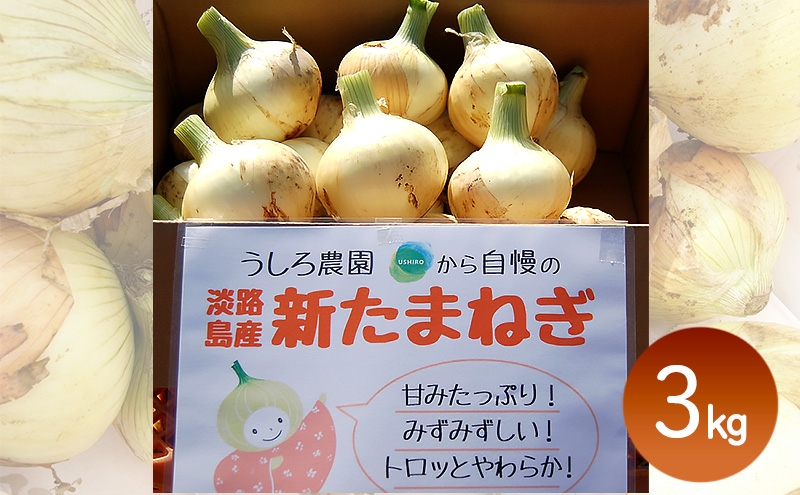 うしろ農園 USHIRO から自慢の
淡路島産 新たまねぎ
甘みたっぷり!
みずみずしい!
トロッとやわらか!
3kg